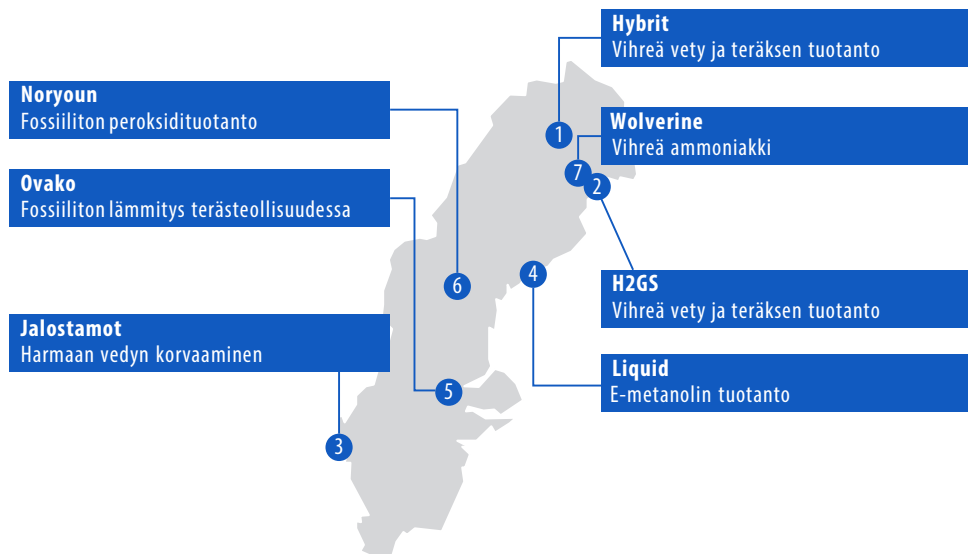 Hybrit
Vihreä vety ja teräksen tuotanto
Noryoun
Fossiiliton peroksidituotanto
Wolverine
Vihreä ammoniakki
1
7
2
Ovako
Fossiiliton lämmitys terästeollisuudessa
4
6
H2GS
Vihreä vety ja teräksen tuotanto
Jalostamot
Harmaan vedyn korvaaminen
Liquid
E-metanolin tuotanto
5
3